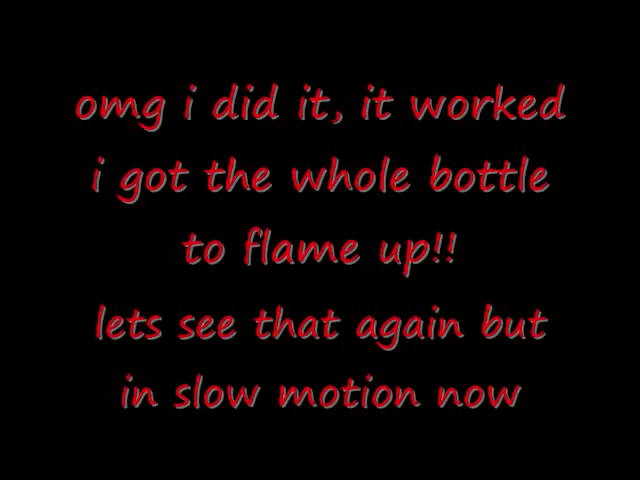 omg i did it, it worked
i got the whole bottle
to flame up!!
lets see that again but
in slow motion now